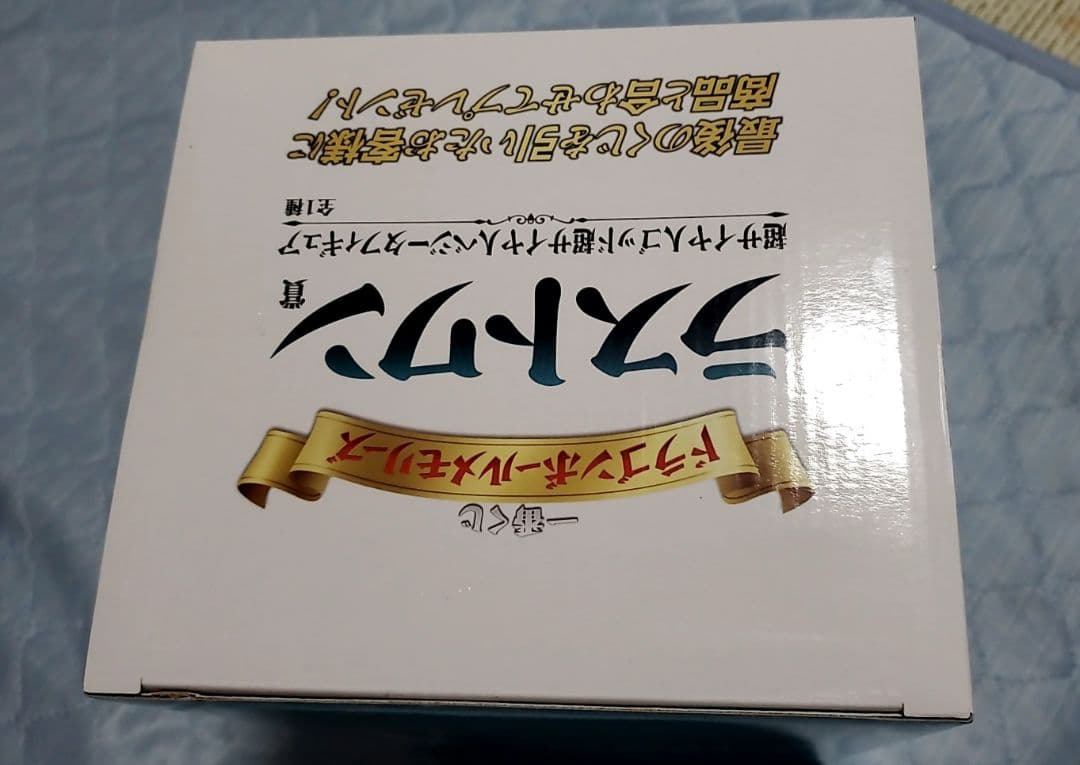 一番くじ
ドラゴンボールメモリーズ
ラストワン賞
超サイヤ人ゴッド超サイヤ人ベジータフィギュア
全1種
最後のくじを引いたお客様に
商品と合わせてプレゼント!